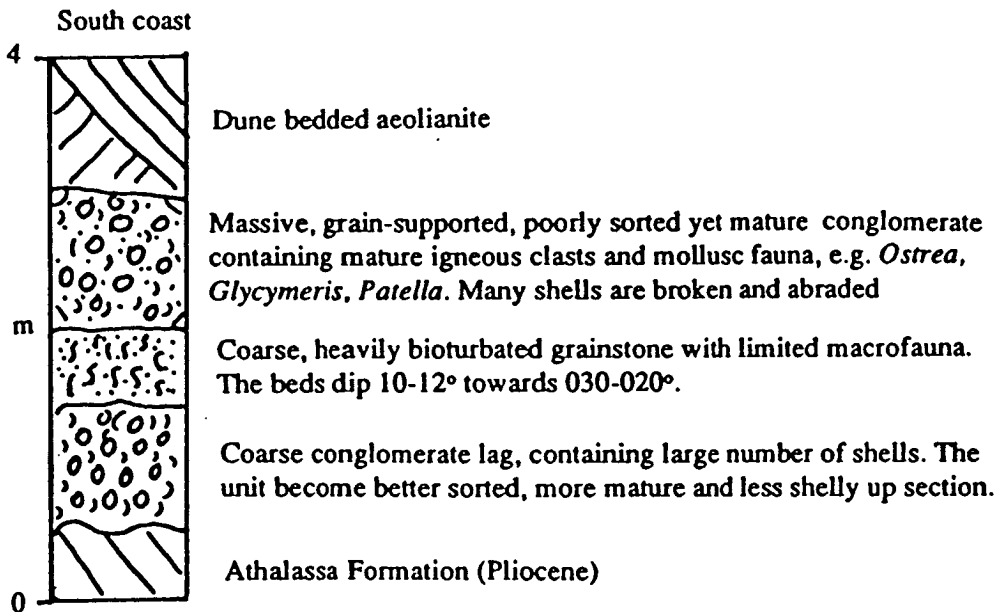 South coast
4
Dune bedded aeolianite
Massive, grain-supported, poorly sorted yet mature conglomerate
containing mature igneous clasts and mollusc fauna, e.g. Ostrea,
Glycymeris, Patella. Many shells are broken and abraded
m
Coarse, heavily bioturbated grainstone with limited macrofauna.
The beds dip 10-12° towards 030-020°.
Coarse conglomerate lag, containing large number of shells. The
unit become better sorted, more mature and less shelly up section.
Athalassa Formation (Pliocene)
0